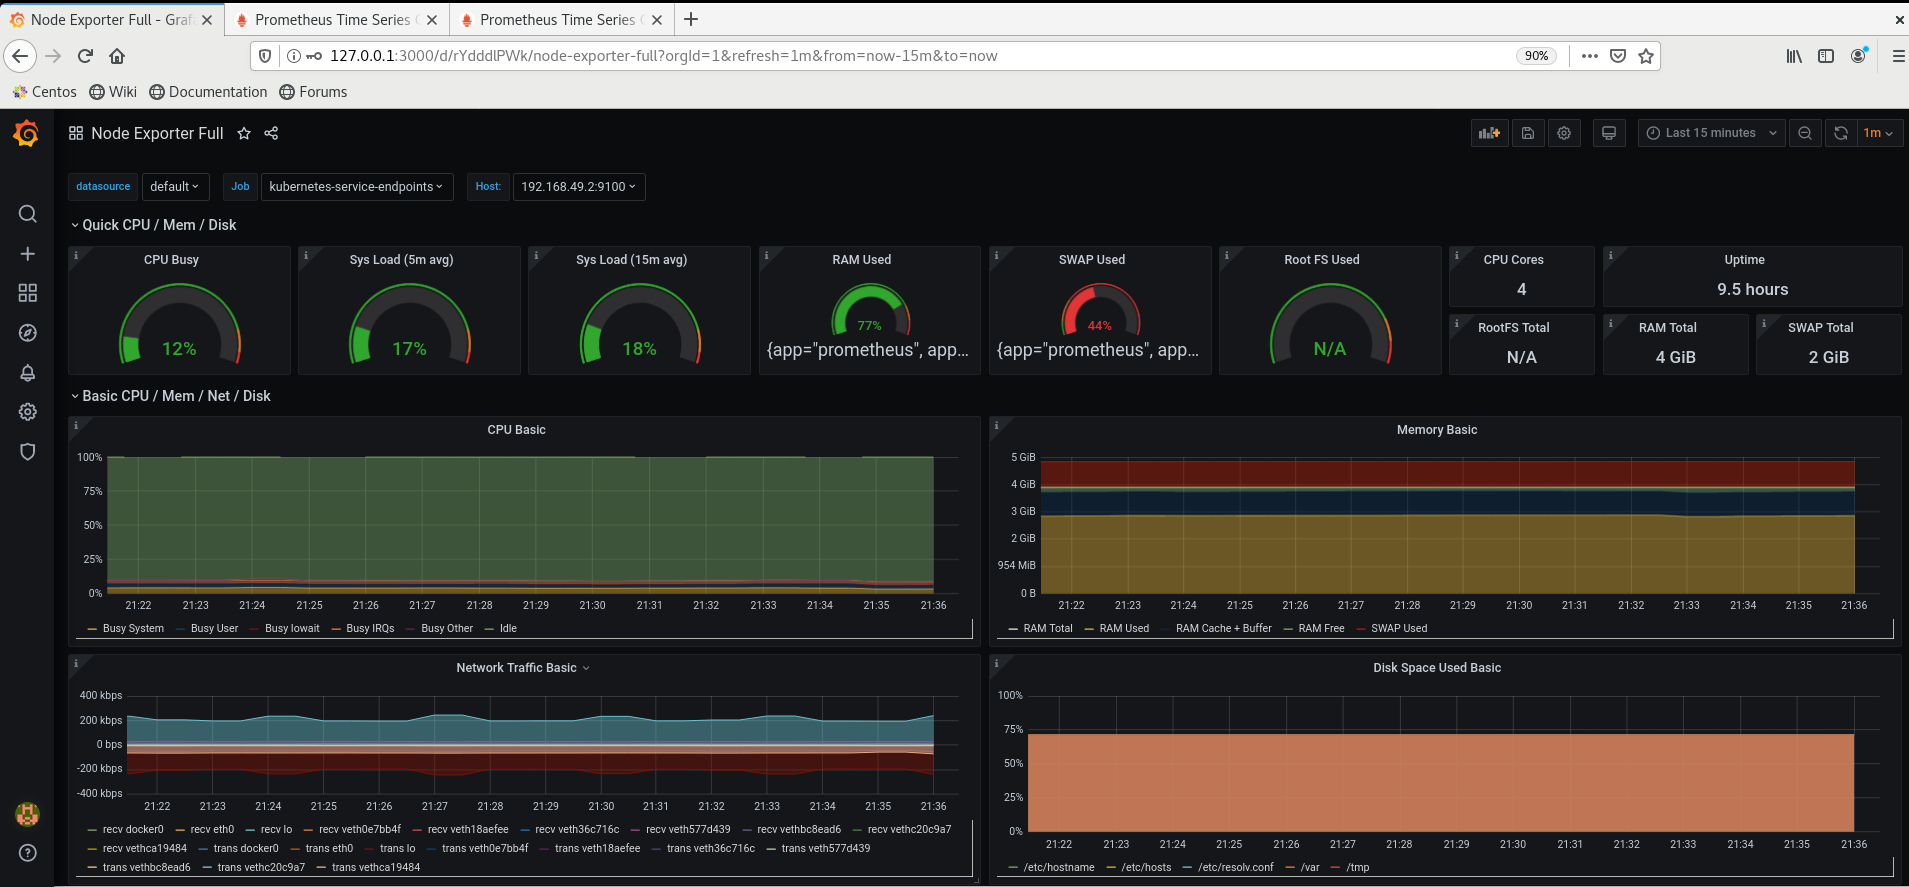 Node Exporter Full - Graf
Prometheus Time Series
Prometheus Time Series
127.0.0.1:3000/d/rYdddlPWk/node-exporter-full?orgId=1&refresh=1m&from=now-15m&to=now
90%
Centos Wiki Documentation Forums
Node Exporter Full
Last 15 minutes
1m
datasource default Job kubernetes-service-endpoints Host: 192.168.49.2:9100
Quick CPU / Mem / Disk
CPU Busy
12%
Sys Load (5m avg)
17%
Sys Load (15m avg)
18%
RAM Used
77%
{app="prometheus", app...
SWAP Used
44%
{app="prometheus", app...
Root FS Used
N/A
CPU Cores
4
Uptime
9.5 hours
RootFS Total
N/A
RAM Total
4 GiB
SWAP Total
2 GiB
Basic CPU / Mem / Net / Disk
CPU Basic
100%
75%
50%
25%
0%
21:22 21:23 21:24 21:25 21:26 21:27 21:28 21:29 21:30 21:31 21:32 21:33 21:34 21:35 21:36
Busy System Busy User Busy Iowait Busy IRQs Busy Other Idle
Memory Basic
5 GiB
4 GiB
3 GiB
2 GiB
954 MiB
0 B
21:22 21:23 21:24 21:25 21:26 21:27 21:28 21:29 21:30 21:31 21:32 21:33 21:34 21:35 21:36
RAM Total RAM Used RAM Cache + Buffer RAM Free SWAP Used
Network Traffic Basic
400 kbps
200 kbps
0 bps
-200 kbps
-400 kbps
21:22 21:23 21:24 21:25 21:26 21:27 21:28 21:29 21:30 21:31 21:32 21:33 21:34 21:35 21:36
recv docker0 recv eth0 recv lo recv veth0e7bb4f recv veth18aefee recv veth36c716c recv veth577d439 recv vethbc8ead6 recv vethc20c9a7
recv vethca19484 trans docker0 trans eth0 trans lo trans veth0e7bb4f trans veth18aefee trans veth36c716c trans veth577d439
trans vethbc8ead6 trans vethc20c9a7 trans vethca19484
Disk Space Used Basic
100%
75%
50%
25%
0%
21:22 21:23 21:24 21:25 21:26 21:27 21:28 21:29 21:30 21:31 21:32 21:33 21:34 21:35 21:36
/etc/hostname /etc/hosts /etc/resolv.conf /var /tmp